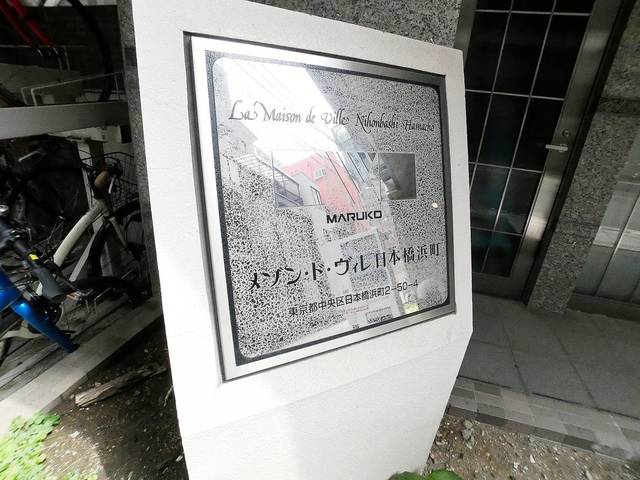 La Maison de Ville Nihonbashi Hamacho
MARUKO
メゾン・ド・ヴィレ日本橋浜町
東京都中央区日本橋浜町2-50-4